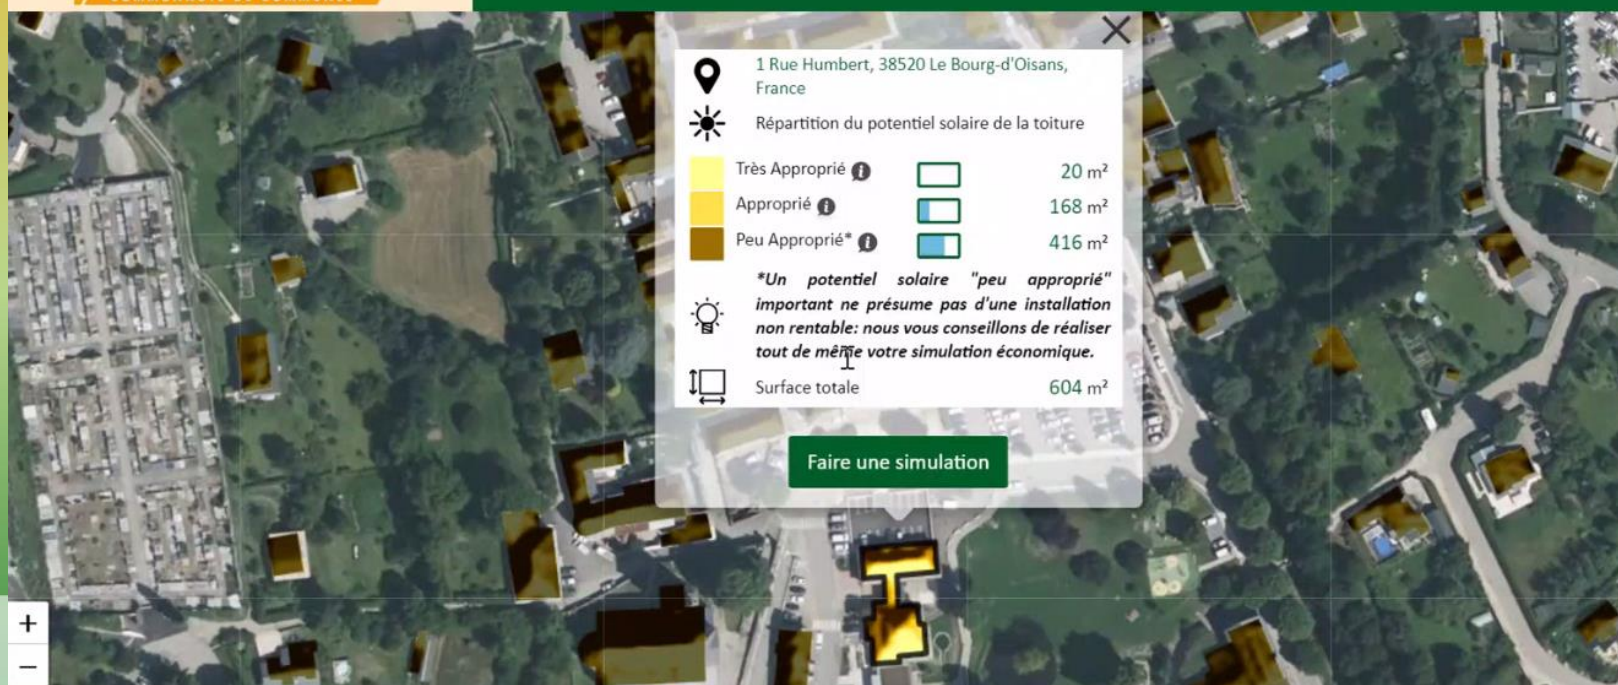 COMMUNAUTÉ DE COMMUNES
1 Rue Humbert, 38520 Le Bourg-d'Oisans,
France
Répartition du potentiel solaire de la toiture
Très Approprié i 20 m²
Approprié i 168 m²
Peu Approprié* i 416 m²
*Un potentiel solaire "peu approprié"
important ne présume pas d'une installation
non rentable: nous vous conseillons de réaliser
tout de même votre simulation économique.
Surface totale 604 m²
Faire une simulation
+
−